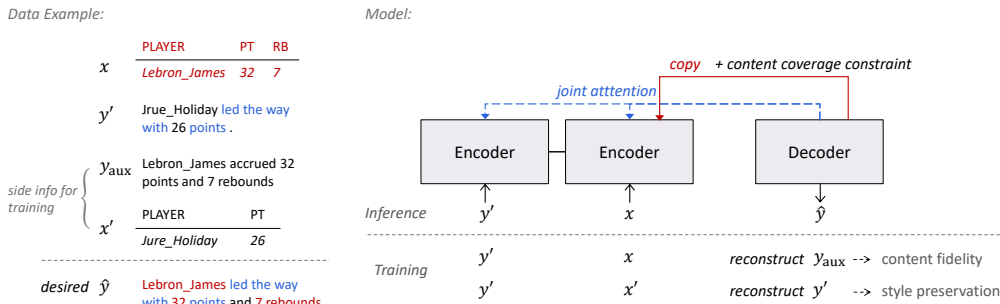 Data Example:
x
PLAYER PT RB
Lebron_James 32 7
y′
Jrue_Holiday led the way
with 26 points .
side info for
training
y_aux
Lebron_James accrued 32
points and 7 rebounds
x′
PLAYER PT
Jure_Holiday 26
desired ŷ
Lebron_James led the way
with 32 points and 7 rebounds
Model:
copy + content coverage constraint
joint atttention
Encoder Encoder Decoder
Inference y′ x ŷ
Training
y′ x reconstruct y_aux --> content fidelity
y′ x′ reconstruct y′ --> style preservation